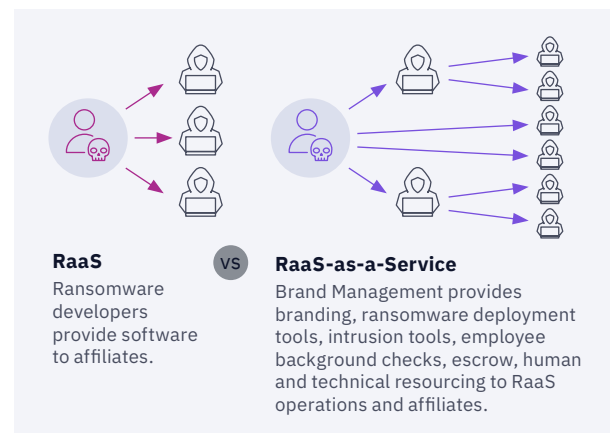 RaaS
Ransomware
developers
provide software
to affiliates.
VS
RaaS-as-a-Service
Brand Management provides
branding, ransomware deployment
tools, intrusion tools, employee
background checks, escrow, human
and technical resourcing to RaaS
operations and affiliates.